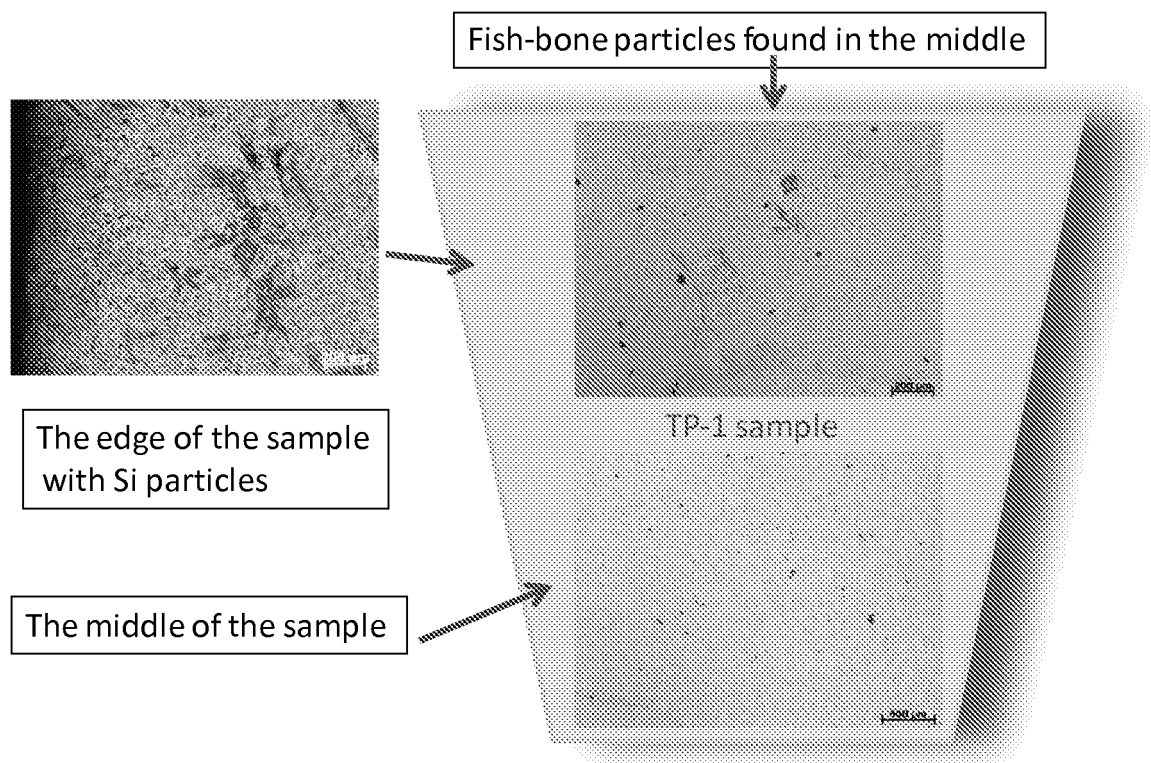 Fish-bone particles found in the middle
The edge of the sample
with Si particles
TP-1 sample
The middle of the sample